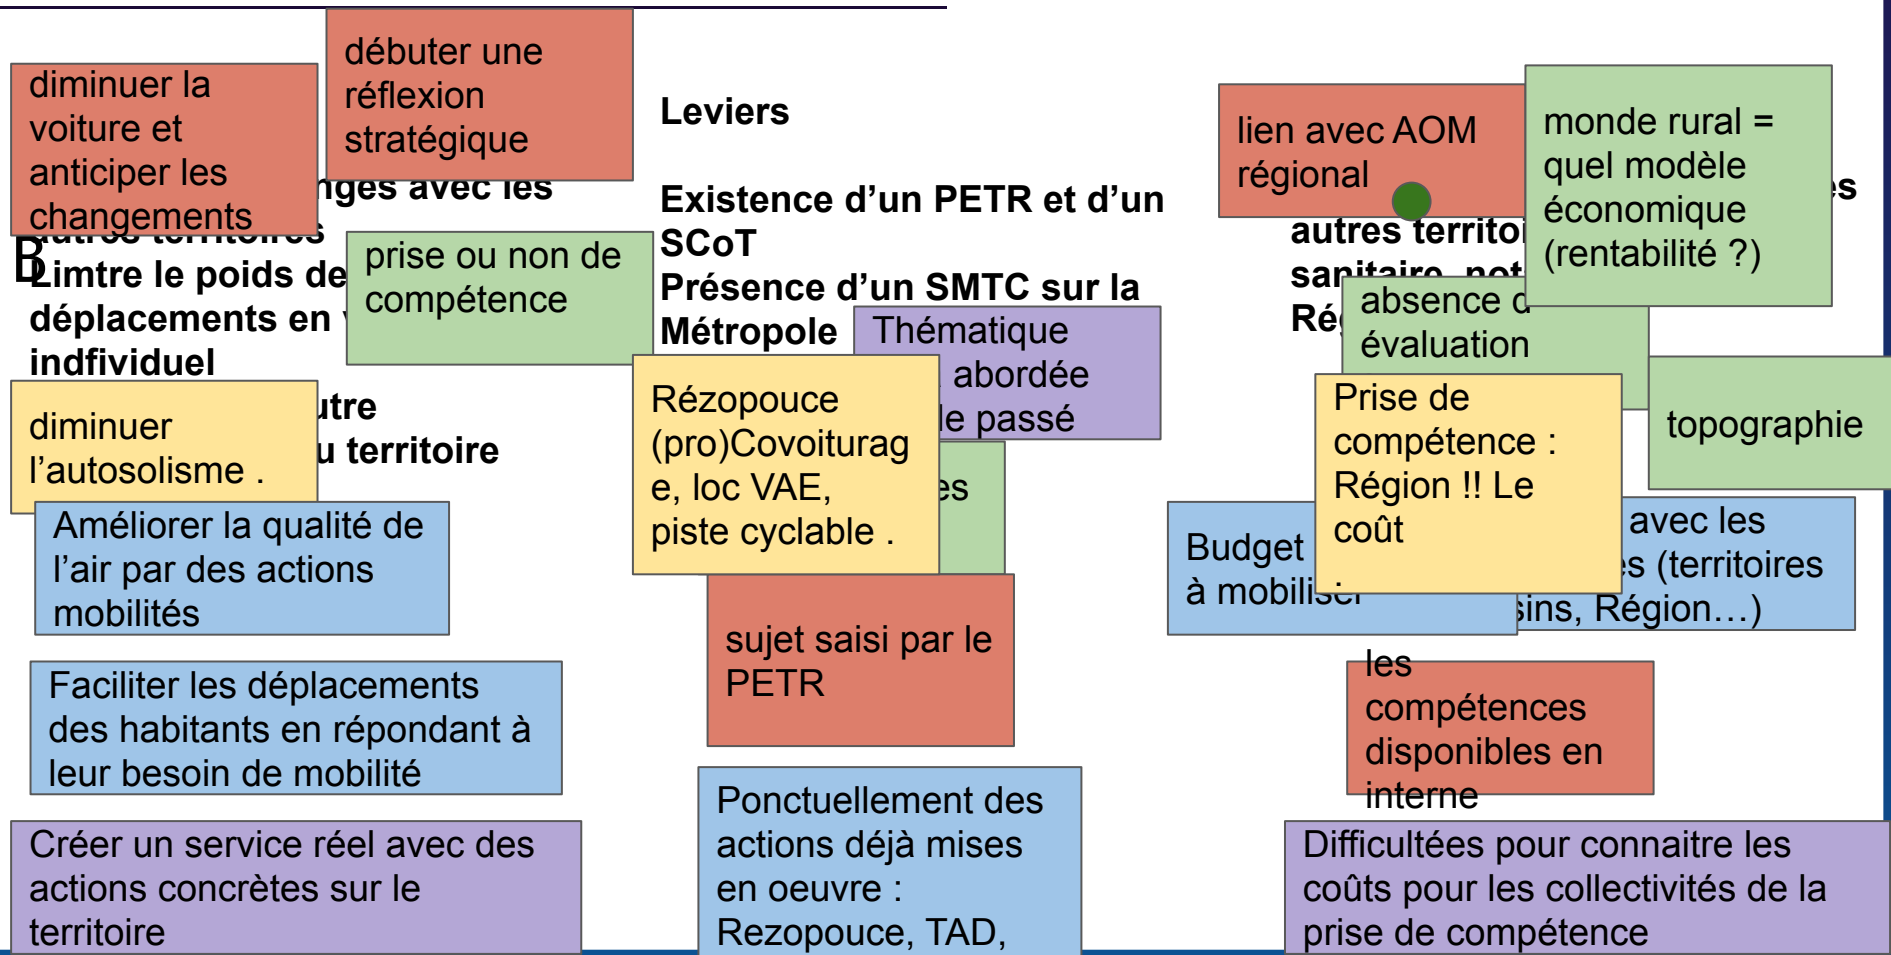 diminuer la
voiture et
anticiper les
changements
débuter une
réflexion
stratégique
avec les
autres territoires
B
Limtre le poids de
déplacements en
indfividuel
prise ou non de
compétence
diminuer
l’autosolisme .
territoire
Améliorer la qualité de
l’air par des actions
mobilités
Faciliter les déplacements
des habitants en répondant à
leur besoin de mobilité
Créer un service réel avec des
actions concrètes sur le
territoire
Leviers
Existence d’un PETR et d’un
SCoT
Présence d’un SMTC sur la
Métropole
Thématique
abordée
passé
Rézopouce
(pro)Covoiturag
e, loc VAE,
piste cyclable .
sujet saisi par le
PETR
Ponctuellement des
actions déjà mises
en oeuvre :
Rezopouce, TAD,
lien avec AOM
régional
monde rural =
quel modèle
économique
(rentabilité ?)
autres
sanitaire,
absence
évaluation
topographie
Prise de
compétence :
Région !! Le
coût
Budget
à mobiliser
avec les
(territoires
Région…)
les
compétences
disponibles en
interne
Difficultées pour connaitre les
coûts pour les collectivités de la
prise de compétence